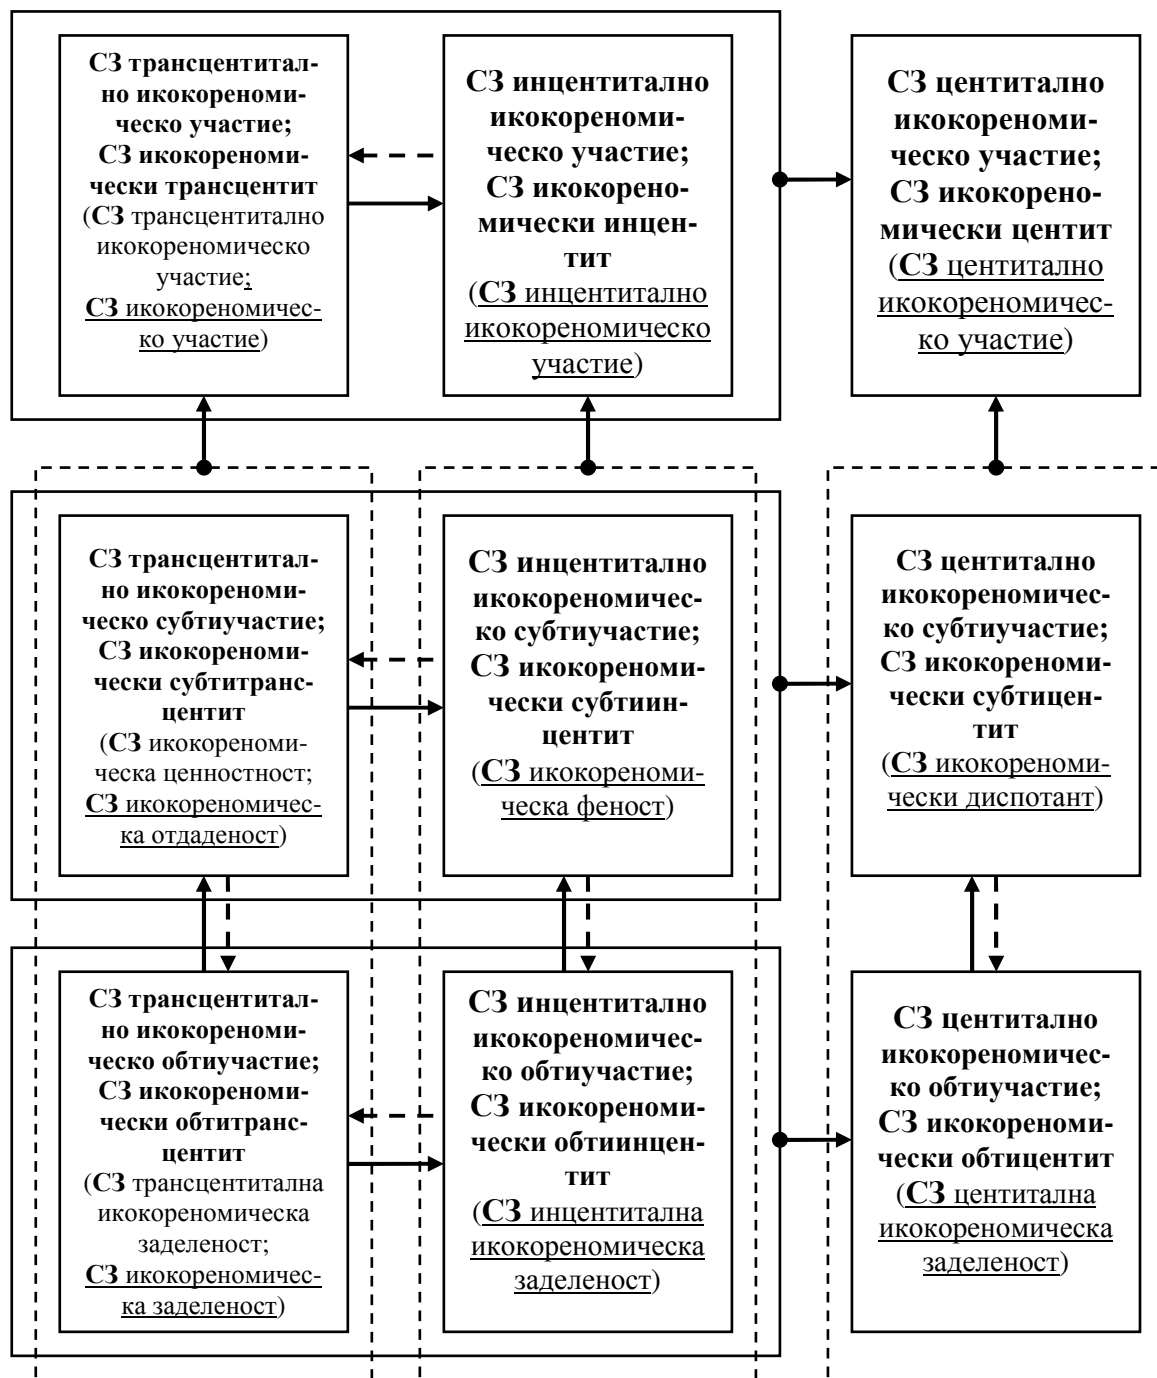 СЗ трансцентитал-
но икокореноми-
ческо участие;
СЗ икокореноми-
чески трансцентит
(СЗ трансцентитално
икокореномическо
участие;
СЗ икокореномичес-
ко участие)
СЗ инцентитално
икокореноми-
ческо участие;
СЗ икокорено-
мически инцен-
тит
(СЗ инцентитално
икокореномическо
участие)
СЗ центитално
икокореноми-
ческо участие;
СЗ икокорено-
мически центит
(СЗ центитално
икокореномичес-
ко участие)
СЗ трансцентитал-
но икокореноми-
ческо субтиучастие;
СЗ икокореноми-
чески субтитранс-
центит
(СЗ икокореноми-
ческа ценностност;
СЗ икокореномичес-
ка отдаденост)
СЗ инцентитално
икокореномичес-
ко субтиучастие;
СЗ икокореноми-
чески субтиин-
центит
(СЗ икокореноми-
ческа феност)
СЗ центитално
икокореномичес-
ко субтиучастие;
СЗ икокореноми-
чески субтицен-
тит
(СЗ икокореноми-
чески диспотант)
СЗ трансцентитал-
но икокореноми-
ческо обтиучастие;
СЗ икокореноми-
чески обтитранс-
центит
(СЗ трансцентитална
икокореномическа
заделеност;
СЗ икокореномичес-
ка заделеност)
СЗ инцентитално
икокореномичес-
ко обтиучастие;
СЗ икокореноми-
чески обтиинцен-
тит
(СЗ инцентитална
икокореномическа
заделеност)
СЗ центитално
икокореномичес-
ко обтиучастие;
СЗ икокореноми-
чески обтицентит
(СЗ центитална
икокореномическа
заделеност)